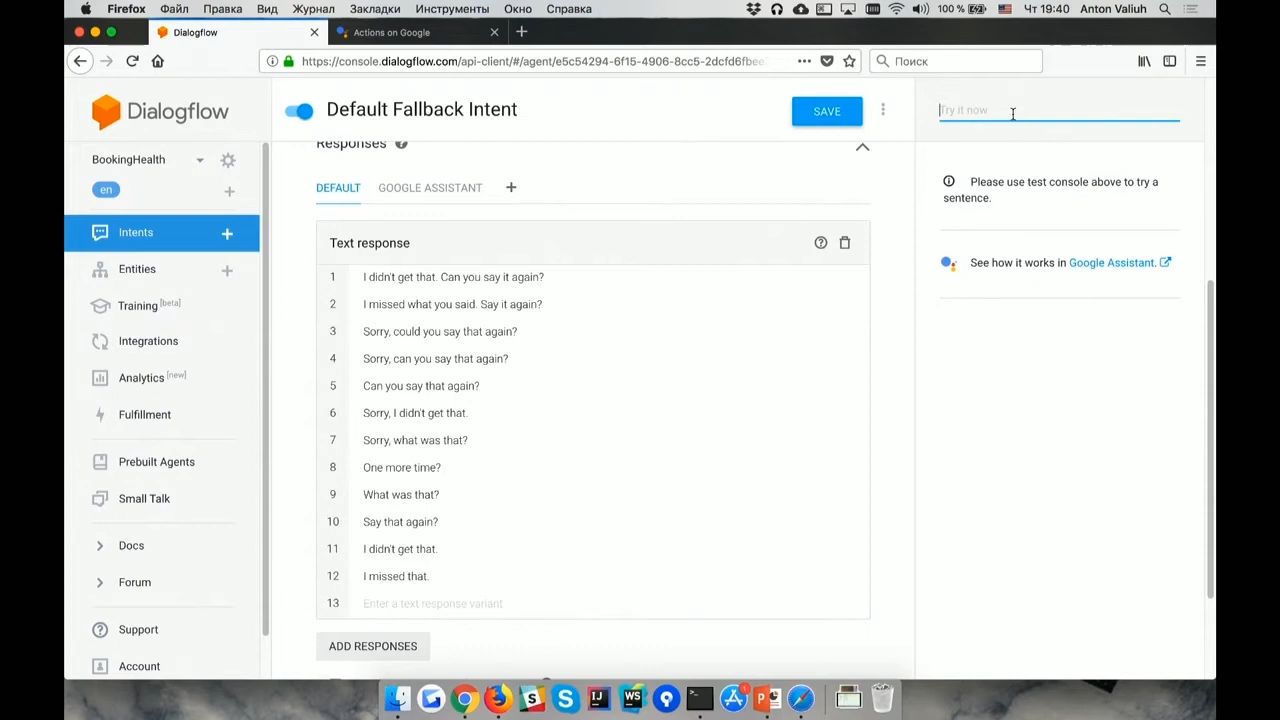 Firefox Файл Правка Вид Журнал Закладки Инструменты Окно Справка 100 % Чт 19:40 Anton Valiuh
Dialogflow Actions on Google
https://console.dialogflow.com/api-client/#/agent/e5c54294-6f15-4906-8cc5-2dcfd6fbee Поиск
Dialogflow
BookingHealth
en
Intents
Entities
Training [beta]
Integrations
Analytics [new]
Fulfillment
Prebuilt Agents
Small Talk
Docs
Forum
Support
Account
Default Fallback Intent SAVE
Responses
DEFAULT GOOGLE ASSISTANT
Text response
1 I didn't get that. Can you say it again?
2 I missed what you said. Say it again?
3 Sorry, could you say that again?
4 Sorry, can you say that again?
5 Can you say that again?
6 Sorry, I didn't get that.
7 Sorry, what was that?
8 One more time?
9 What was that?
10 Say that again?
11 I didn't get that.
12 I missed that.
13 Enter a text response variant
ADD RESPONSES
Try it now
Please use test console above to try a
sentence.
See how it works in Google Assistant.
WS